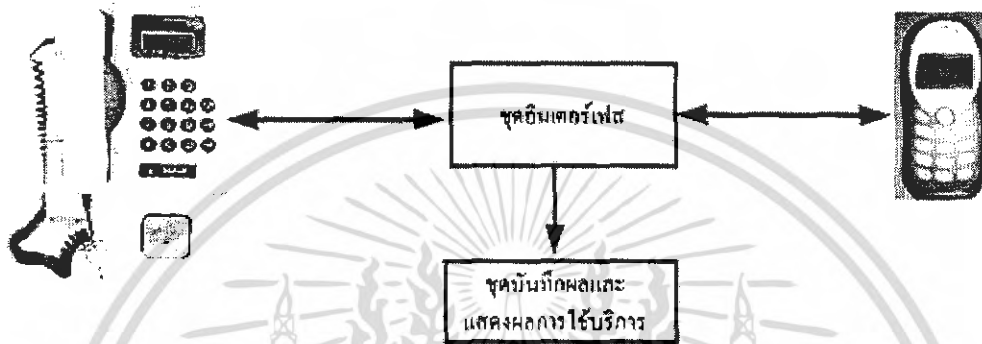 ชุดอินเตอร์เฟส
ชุดบันทึกผลและ
แสดงผลการใช้บริการ